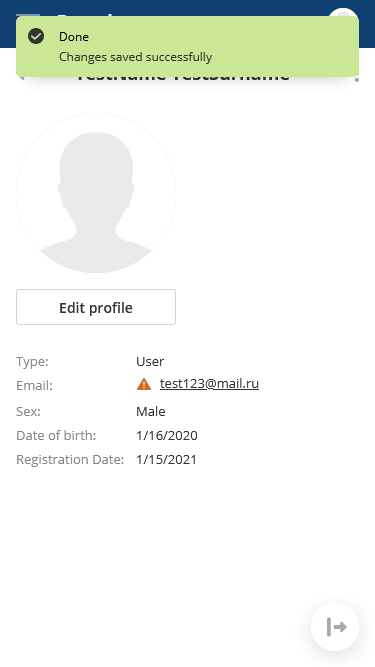 Done
Changes saved successfully
TestName TestSurname
Edit profile
Type: User
Email: test123@mail.ru
Sex: Male
Date of birth: 1/16/2020
Registration Date: 1/15/2021